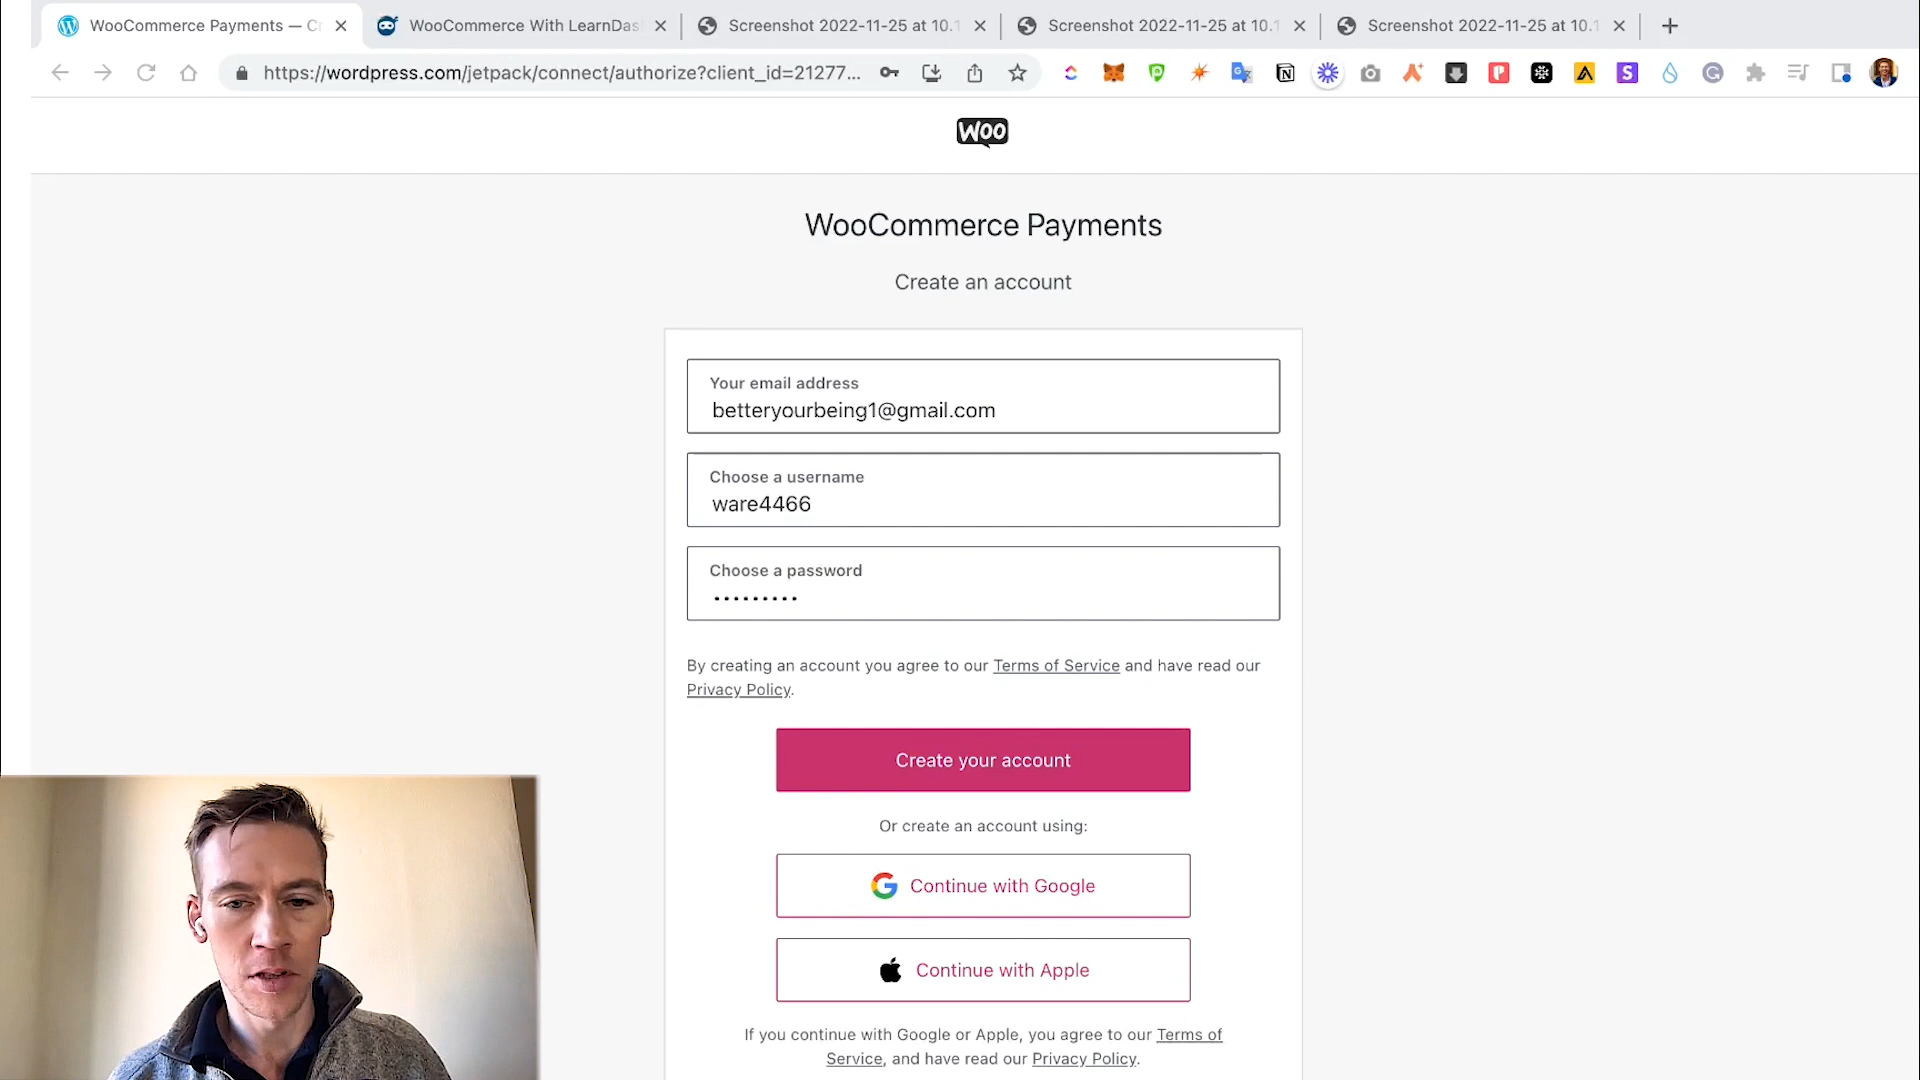 WooCommerce Payments — Cr
WooCommerce With LearnDas
Screenshot 2022-11-25 at 10.1
Screenshot 2022-11-25 at 10.1
Screenshot 2022-11-25 at 10.1
https://wordpress.com/jetpack/connect/authorize?client_id=21277...
Woo
WooCommerce Payments
Create an account
Your email address
betteryourbeing1@gmail.com
Choose a username
ware4466
Choose a password
•••••••••
By creating an account you agree to our Terms of Service and have read our
Privacy Policy.
Create your account
Or create an account using:
Continue with Google
Continue with Apple
If you continue with Google or Apple, you agree to our Terms of
Service, and have read our Privacy Policy.